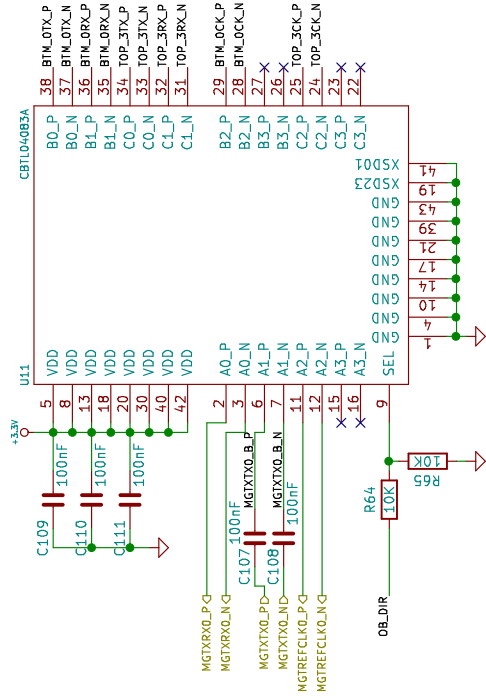 BTM_0TX_P
BTM_0TX_N
BTM_0RX_P
BTM_0RX_N
TOP_3TX_P
TOP_3TX_N
TOP_3RX_P
TOP_3RX_N
BTM_0CK_P
BTM_0CK_N
TOP_3CK_P
TOP_3CK_N
38
37
36
35
34
33
32
31
29
28
27
26
25
24
23
22
CBTL04083A
B0_P
B0_N
B1_P
B1_N
C0_P
C0_N
C1_P
C1_N
B2_P
B2_N
B3_P
B3_N
C2_P
C2_N
C3_P
C3_N
XSD01
41
XSD23
19
GND
43
GND
39
GND
21
GND
17
GND
14
GND
10
GND
4
GND
1
U11
VDD
VDD
VDD
VDD
VDD
VDD
VDD
VDD
A0_P
A0_N
A1_P
A1_N
A2_P
A2_N
A3_P
A3_N
SEL
5
8
13
18
20
30
40
42
2
3
6
7
11
12
15
16
9
+3.3V
100nF
C109
100nF
C110
100nF
C111
MGTXTX0_B_P
MGTXTX0_B_N
100nF
C107
100nF
C108
10K
R65
R64
10K
MGTXRX0_P
MGTXRX0_N
MGTXTX0_P
MGTXTX0_N
MGTREFCLK0_P
MGTREFCLK0_N
OB_DIR